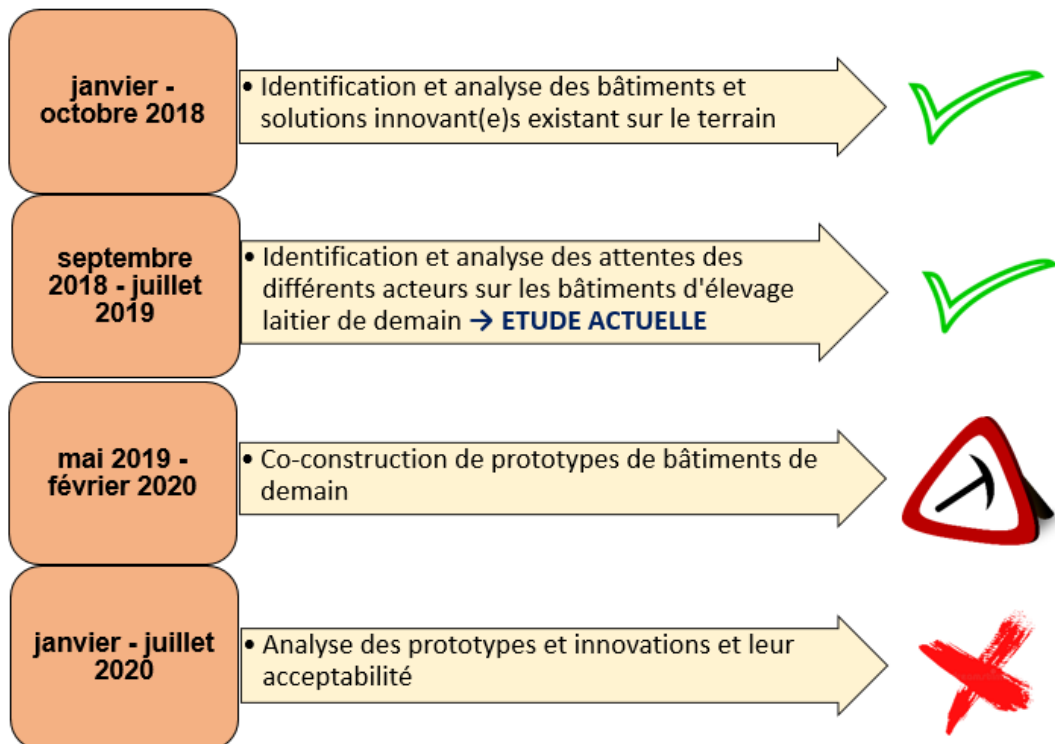 janvier -
octobre 2018
• Identification et analyse des bâtiments et
solutions innovant(e)s existant sur le terrain
septembre
2018 - juillet
2019
• Identification et analyse des attentes des
différents acteurs sur les bâtiments d'élevage
laitier de demain → ETUDE ACTUELLE
mai 2019 -
février 2020
• Co-construction de prototypes de bâtiments de
demain
janvier - juillet
2020
• Analyse des prototypes et innovations et leur
acceptabilité